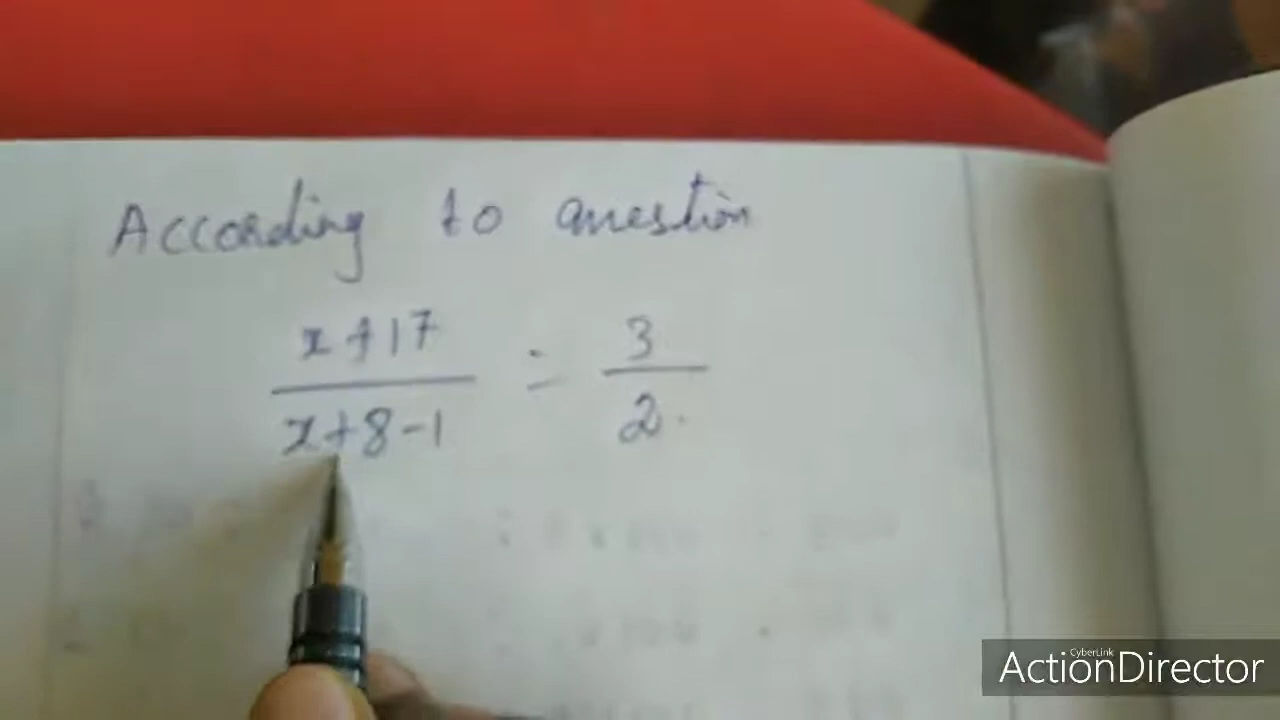 According to question
x+17
x+8-1
=
3
2.
CyberLink
ActionDirector